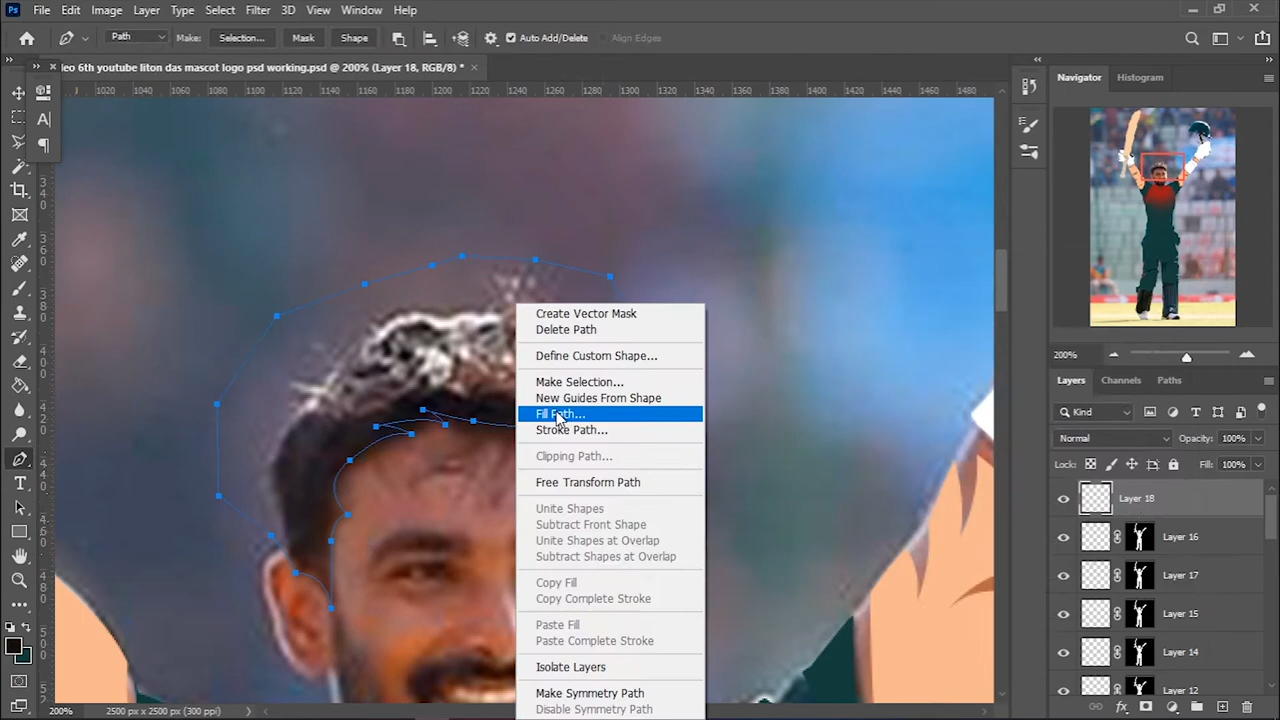 Ps File Edit Image Layer Type Select Filter 3D View Window Help
Path Make: Selection... Mask Shape Auto Add/Delete Align Edges
deo 6th youtube liton das mascot logo psd working.psd @ 200% (Layer 18, RGB/8) *
1020 1040 1060 1080 1100 1120 1140 1160 1180 1200 1220 1240 1260 1280 1300 1320 1340 1360 1380 1400 1420 1440 1460 1480
Navigator Histogram
200%
Layers Channels Paths
Kind
Normal Opacity: 100%
Lock: Fill: 100%
Layer 18
Layer 16
Layer 17
Layer 15
Layer 14
Layer 12
Create Vector Mask
Delete Path
Define Custom Shape...
Make Selection...
New Guides From Shape
Fill Path...
Stroke Path...
Clipping Path...
Free Transform Path
Unite Shapes
Subtract Front Shape
Unite Shapes at Overlap
Subtract Shapes at Overlap
Copy Fill
Copy Complete Stroke
Paste Fill
Paste Complete Stroke
Isolate Layers
Make Symmetry Path
Disable Symmetry Path
200% 2500 px x 2500 px (300 ppi)